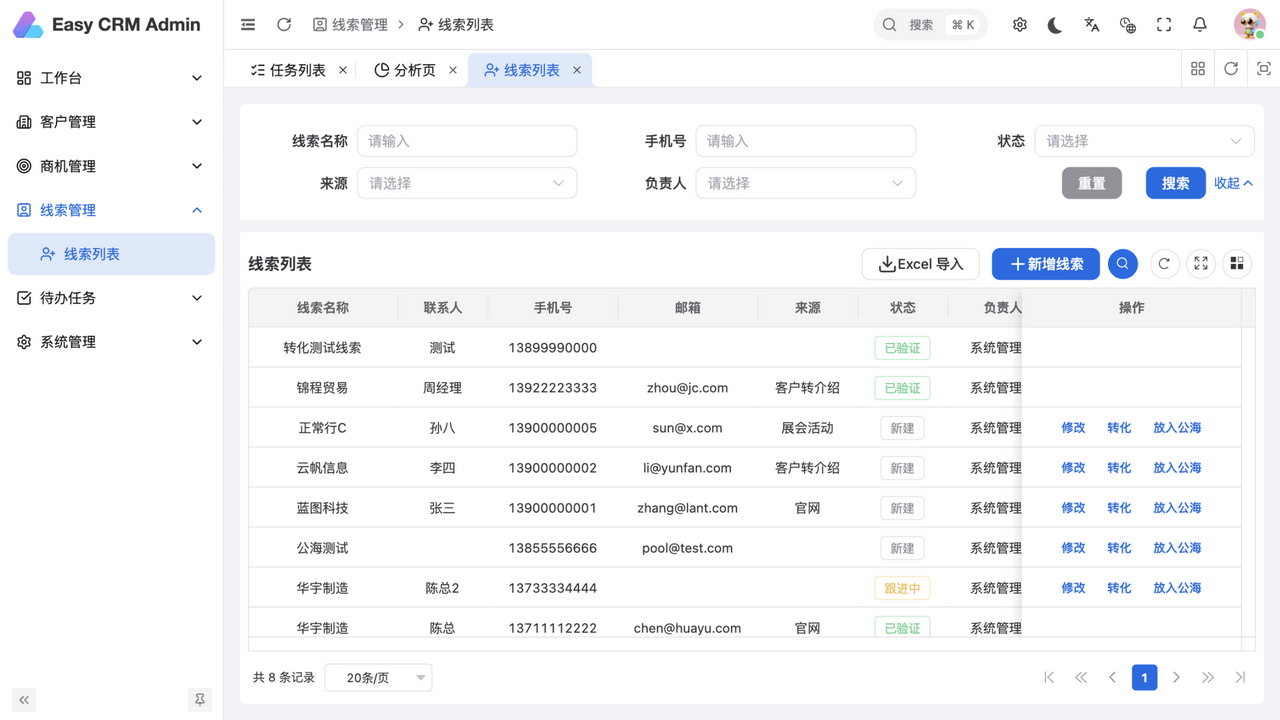 Easy CRM Admin
线索管理 线索列表
搜索 ⌘ K
工作台
客户管理
商机管理
线索管理
线索列表
待办任务
系统管理
任务列表 分析页 线索列表
线索名称 请输入 手机号 请输入 状态 请选择
来源 请选择 负责人 请选择 重置 搜索 收起
线索列表 Excel 导入 新增线索
线索名称 联系人 手机号 邮箱 来源 状态 负责人 操作
转化测试线索 测试 13899990000 已验证 系统管理
锦程贸易 周经理 13922223333 zhou@jc.com 客户转介绍 已验证 系统管理
正常行C 孙八 13900000005 sun@x.com 展会活动 新建 系统管理 修改 转化 放入公海
云帆信息 李四 13900000002 li@yunfan.com 客户转介绍 新建 系统管理 修改 转化 放入公海
蓝图科技 张三 13900000001 zhang@lant.com 官网 新建 系统管理 修改 转化 放入公海
公海测试 13855556666 pool@test.com 新建 系统管理 修改 转化 放入公海
华宇制造 陈总2 13733334444 跟进中 系统管理 修改 转化 放入公海
华宇制造 陈总 13711112222 chen@huayu.com 官网 已验证 系统管理
共 8 条记录 20条/页 1